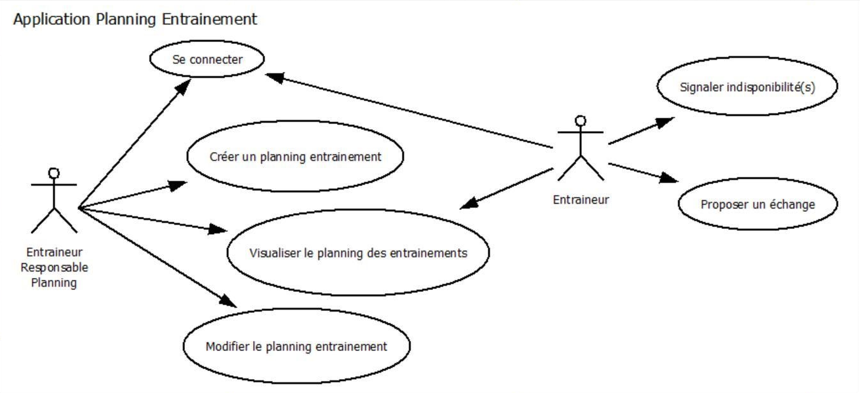 Application Planning Entrainement
Se connecter
Signaler indisponibilité(s)
Créer un planning entrainement
Entraineur
Proposer un échange
Entraineur
Responsable
Planning
Visualiser le planning des entrainements
Modifier le planning entrainement